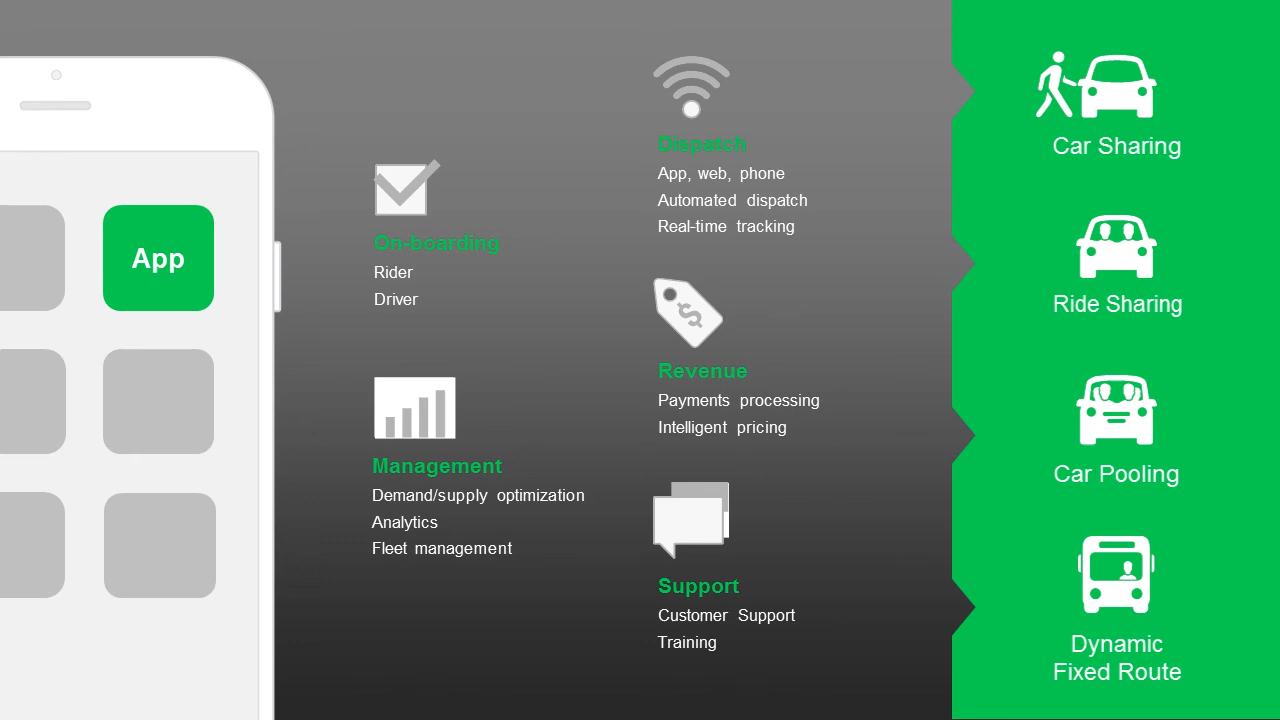 App
On-boarding
Rider
Driver
Management
Demand/supply optimization
Analytics
Fleet management
Dispatch
App, web, phone
Automated dispatch
Real-time tracking
$
Revenue
Payments processing
Intelligent pricing
Support
Customer Support
Training
Car Sharing
Ride Sharing
Car Pooling
Dynamic
Fixed Route